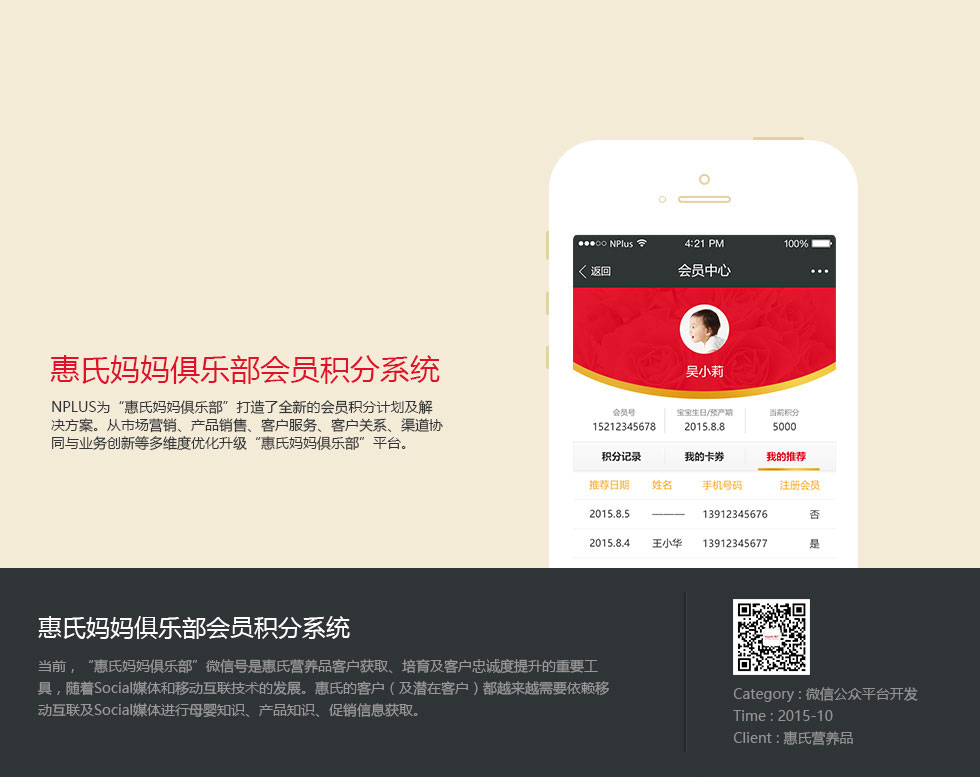 惠氏妈妈俱乐部会员积分系统
NPLUS为“惠氏妈妈俱乐部”打造了全新的会员积分计划及解
决方案。从市场营销、产品销售、客户服务、客户关系、渠道协
同与业务创新等多维度优化升级“惠氏妈妈俱乐部”平台。
NPlus 4:21 PM 100%
返回 会员中心
吴小莉
会员号 宝宝生日/预产期 当前积分
15212345678 2015.8.8 5000
积分记录 我的卡券 我的推荐
推荐日期 姓名 手机号码 注册会员
2015.8.5 ——— 13912345676 否
2015.8.4 王小华 13912345677 是
惠氏妈妈俱乐部会员积分系统
当前，“惠氏妈妈俱乐部”微信号是惠氏营养品客户获取、培育及客户忠诚度提升的重要工
具，随着Social媒体和移动互联技术的发展。惠氏的客户（及潜在客户）都越来越需要依赖移
动互联及Social媒体进行母婴知识、产品知识、促销信息获取。
Category : 微信公众平台开发
Time : 2015-10
Client : 惠氏营养品